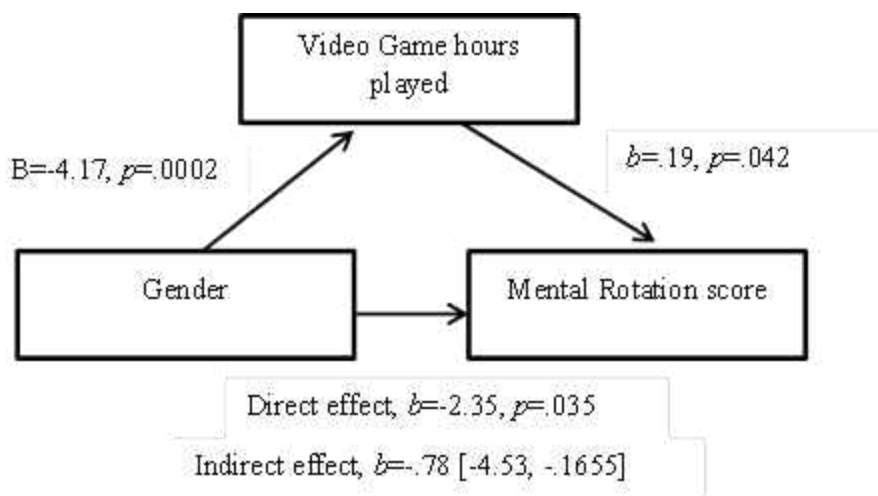 Video Game hours
played
B=-4.17, p=.0002
b=.19, p=.042
Gender
Mental Rotation score
Direct effect, b=-2.35, p=.035
Indirect effect, b=-.78 [-4.53, -.1655]